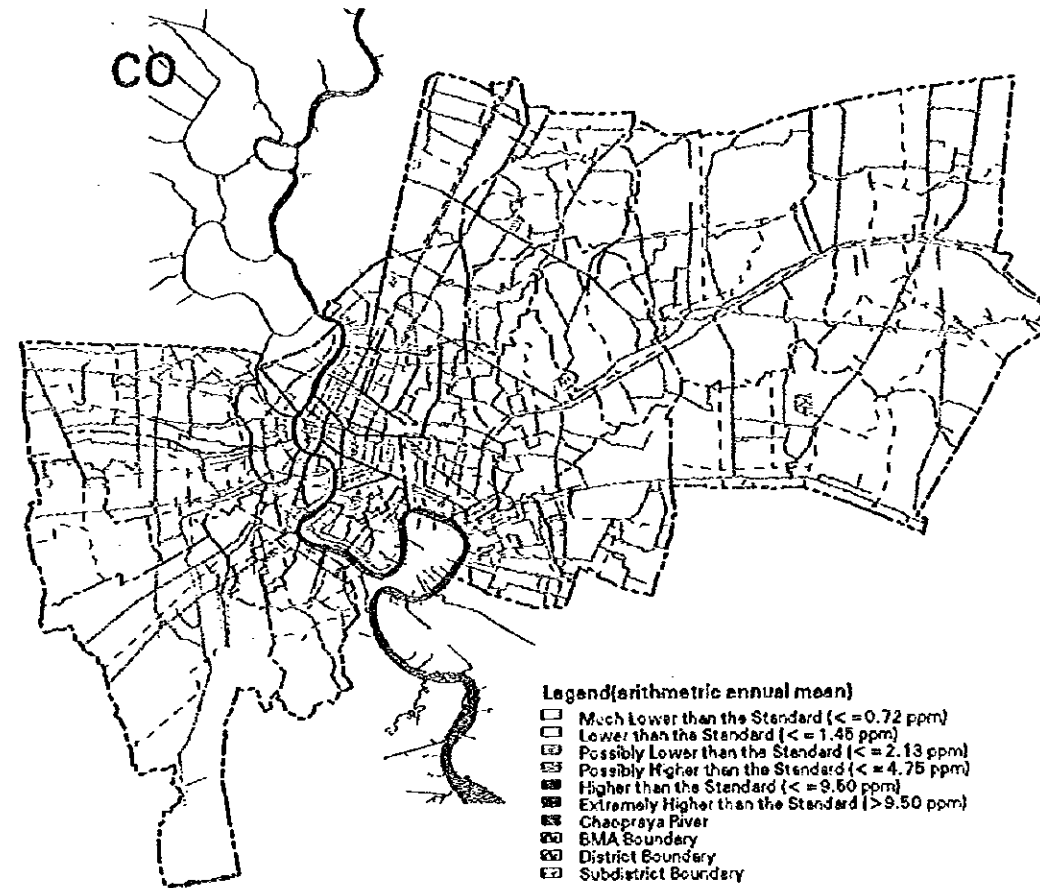 CO
Legend(arithmetric annual mean)
Much Lower than the Standard (< =0.72 ppm)
Lower than the Standard (< = 1.45 ppm)
Possibly Lower than the Standard (< = 2.13 ppm)
Possibly Higher than the Standard (< = 4.75 ppm)
Higher than the Standard (< = 9.50 ppm)
Extremely Higher than the Standard (> 9.50 ppm)
Chaopraya River
BMA Boundary
District Boundary
Subdistrict Boundary